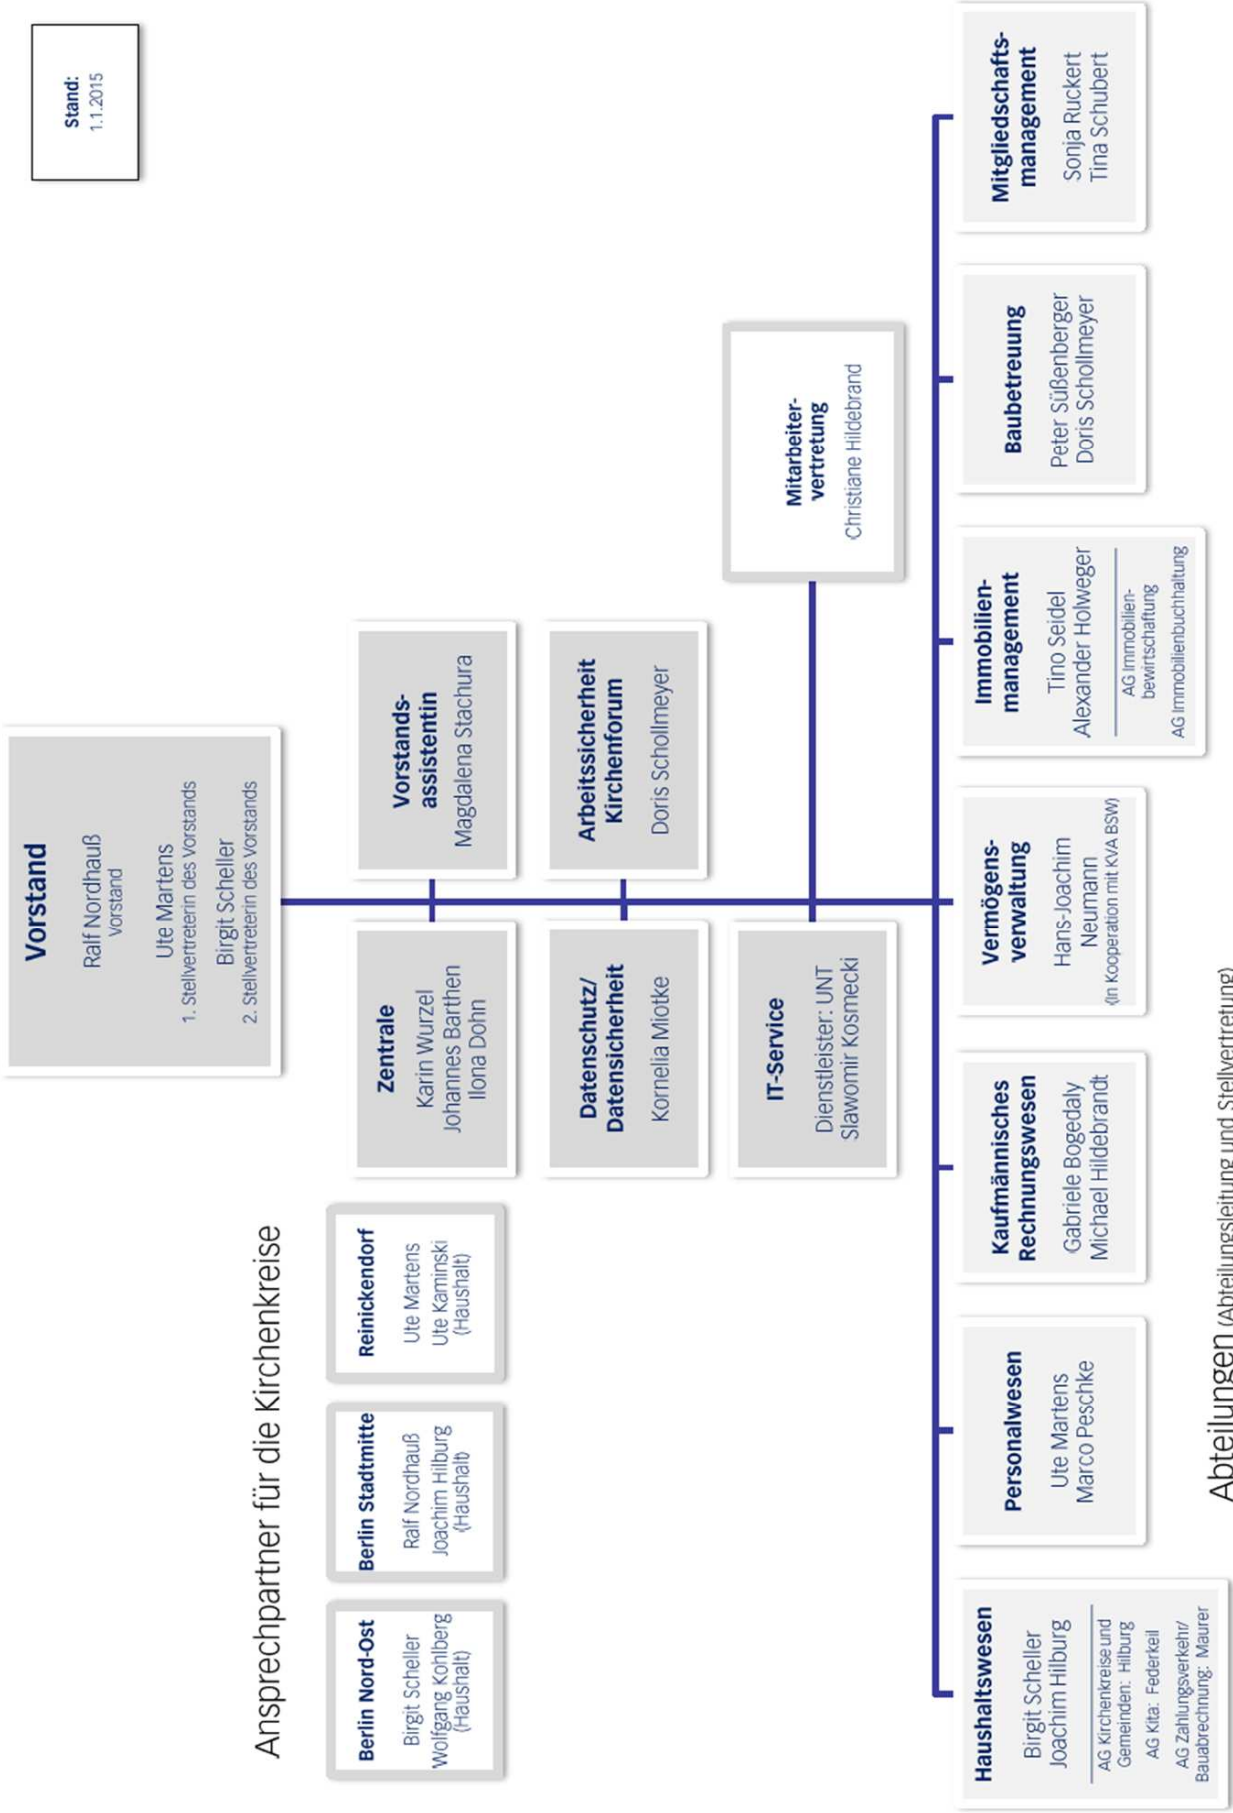 Stand:
1.1.2015
Vorstand
Ralf Nordhauß
Vorstand
Ute Martens
1. Stellvertreterin des Vorstands
Birgit Scheller
2. Stellvertreterin des Vorstands
Ansprechpartner für die Kirchenkreise
Berlin Nord-Ost
Birgit Scheller
Wolfgang Kohlberg
(Haushalt)
Berlin Stadtmitte
Ralf Nordhauß
Joachim Hilburg
(Haushalt)
Reinickendorf
Ute Martens
Ute Kaminski
(Haushalt)
Zentrale
Karin Wurzel
Johannes Barthen
Ilona Dohn
Vorstands-
assistentin
Magdalena Stachura
Datenschutz/
Datensicherheit
Kornelia Miotke
Arbeitssicherheit
Kirchenforum
Doris Schollmeyer
IT-Service
Dienstleister: UNT
Slawomir Kosmecki
Mitarbeiter-
vertretung
Christiane Hildebrand
Haushaltswesen
Birgit Scheller
Joachim Hilburg
AG Kirchenkreise und
Gemeinden: Hilburg
AG Kita: Federkeil
AG Zahlungsverkehr/
Bauabrechnung: Maurer
Personalwesen
Ute Martens
Marco Peschke
Kaufmännisches
Rechnungswesen
Gabriele Bogedaly
Michael Hildebrandt
Vermögens-
verwaltung
Hans-Joachim
Neumann
(In Kooperation mit KVA BSW)
Immobilien-
management
Tino Seidel
Alexander Holweger
AG Immobilien-
bewirtschaftung
AG Immobilienbuchhaltung
Baubetreuung
Peter Süßenberger
Doris Schollmeyer
Mitgliedschafts-
management
Sonja Ruckert
Tina Schubert
Abteilungen (Abteilungsleitung und Stellvertretung)